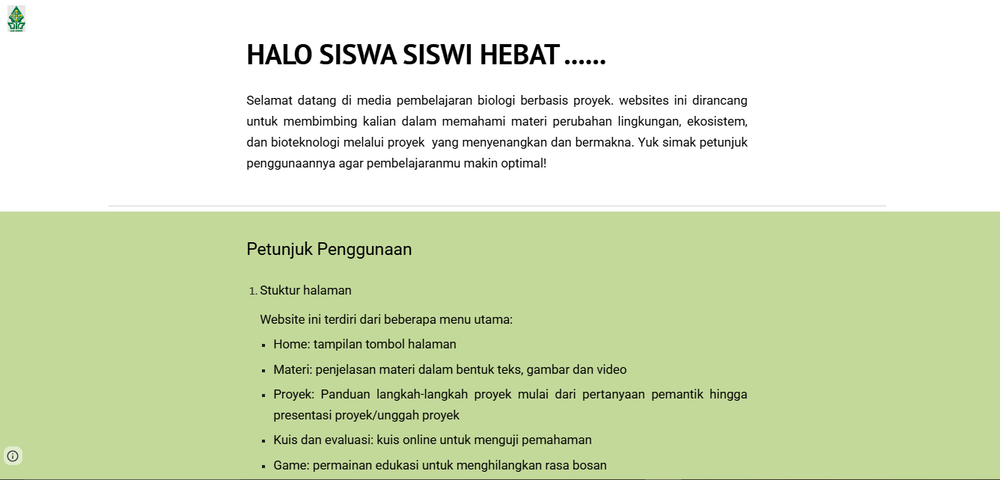 HALO SISWA SISWI HEBAT ......
Selamat datang di media pembelajaran biologi berbasis proyek. websites ini dirancang
untuk membimbing kalian dalam memahami materi perubahan lingkungan, ekosistem,
dan bioteknologi melalui proyek  yang menyenangkan dan bermakna. Yuk simak petunjuk
penggunaannya agar pembelajaranmu makin optimal!
Petunjuk Penggunaan
1. Stuktur halaman
Website ini terdiri dari beberapa menu utama:
▪ Home: tampilan tombol halaman
▪ Materi: penjelasan materi dalam bentuk teks, gambar dan video
▪ Proyek: Panduan langkah-langkah proyek mulai dari pertanyaan pemantik hingga
presentasi proyek/unggah proyek
▪ Kuis dan evaluasi: kuis online untuk menguji pemahaman
▪ Game: permainan edukasi untuk menghilangkan rasa bosan